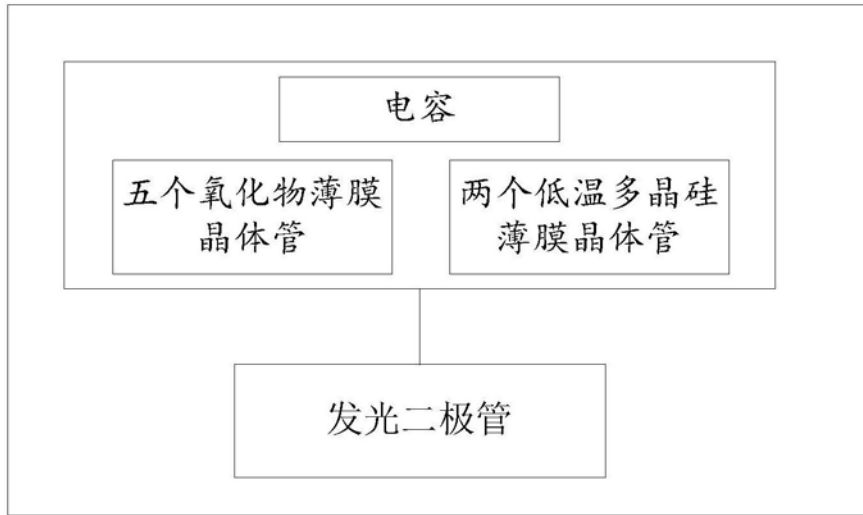 电容
五个氧化物薄膜
晶体管
两个低温多晶硅
薄膜晶体管
发光二极管